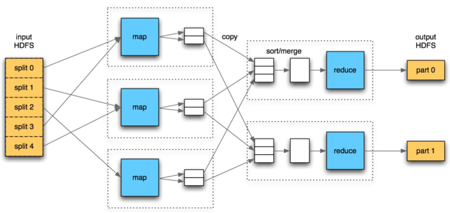 input
HDFS
split 0
split 1
split 2
split 3
split 4
map
map
map
copy
sort/merge
reduce
reduce
output
HDFS
part 0
part 1